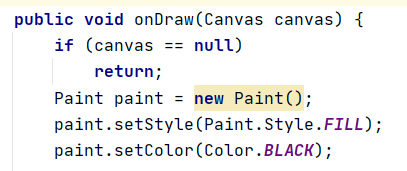 public void onDraw(Canvas canvas) {
if (canvas == null)
return;
Paint paint = new Paint();
paint.setStyle(Paint.Style.FILL);
paint.setColor(Color.BLACK);